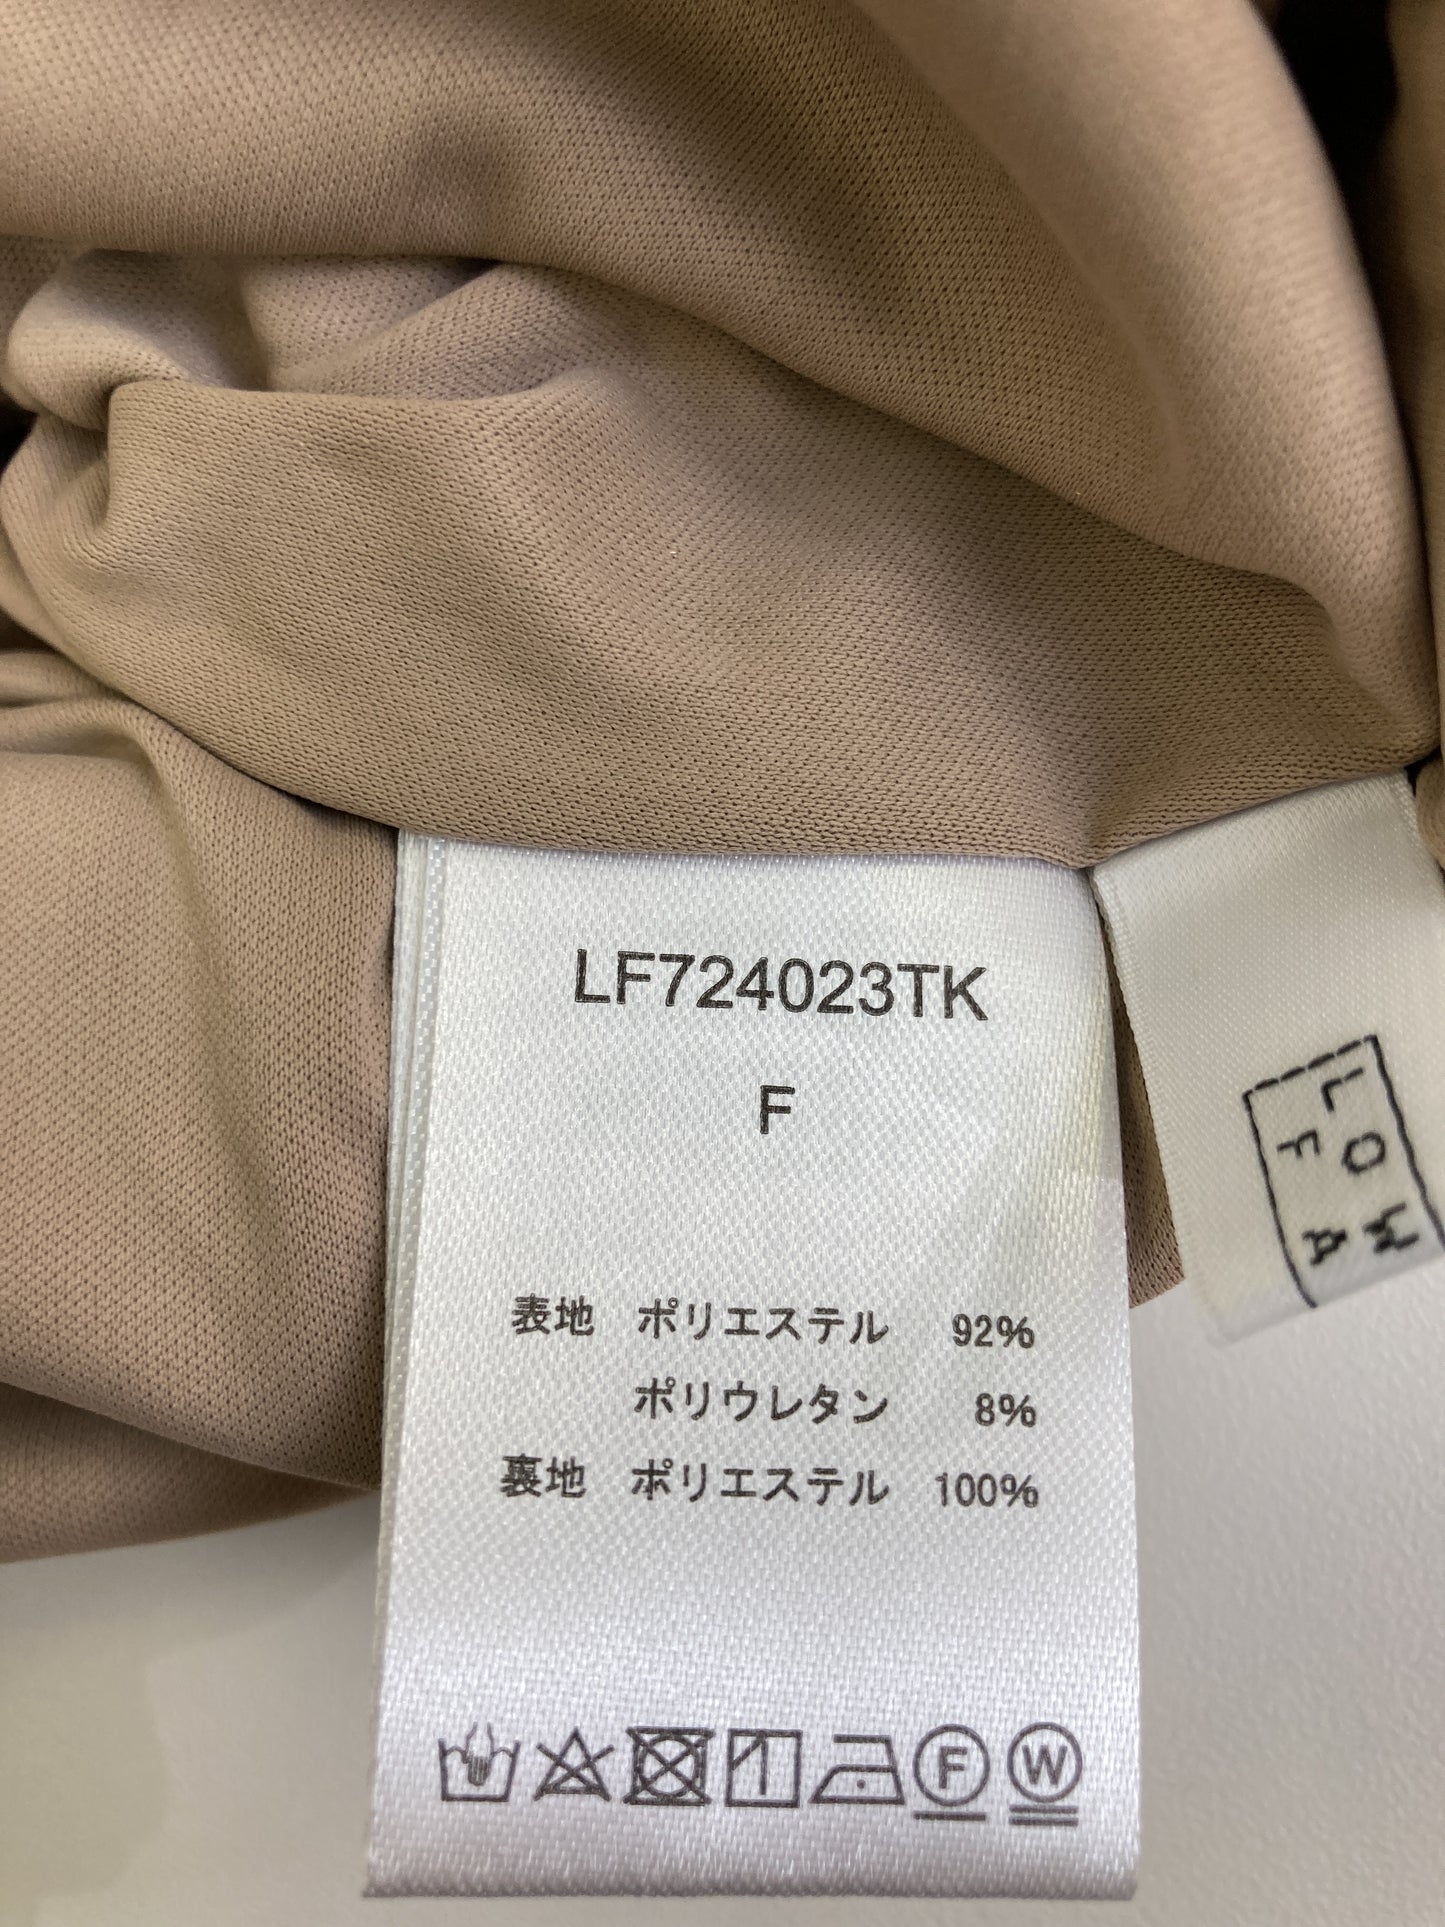 LF724023TK
F
表地 ポリエステル 92%
ポリウレタン 8%
裏地 ポリエステル 100%
F W